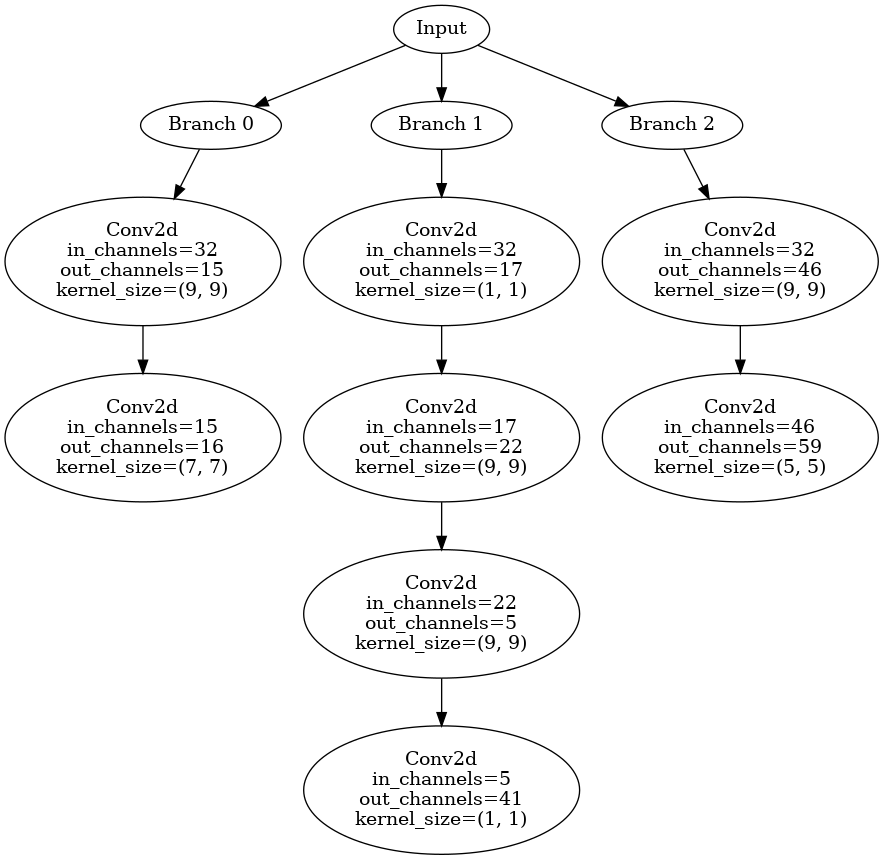 Input
Branch 0
Branch 1
Branch 2
Conv2d
in_channels=32
out_channels=15
kernel_size=(9, 9)
Conv2d
in_channels=32
out_channels=17
kernel_size=(1, 1)
Conv2d
in_channels=32
out_channels=46
kernel_size=(9, 9)
Conv2d
in_channels=15
out_channels=16
kernel_size=(7, 7)
Conv2d
in_channels=17
out_channels=22
kernel_size=(9, 9)
Conv2d
in_channels=46
out_channels=59
kernel_size=(5, 5)
Conv2d
in_channels=22
out_channels=5
kernel_size=(9, 9)
Conv2d
in_channels=5
out_channels=41
kernel_size=(1, 1)